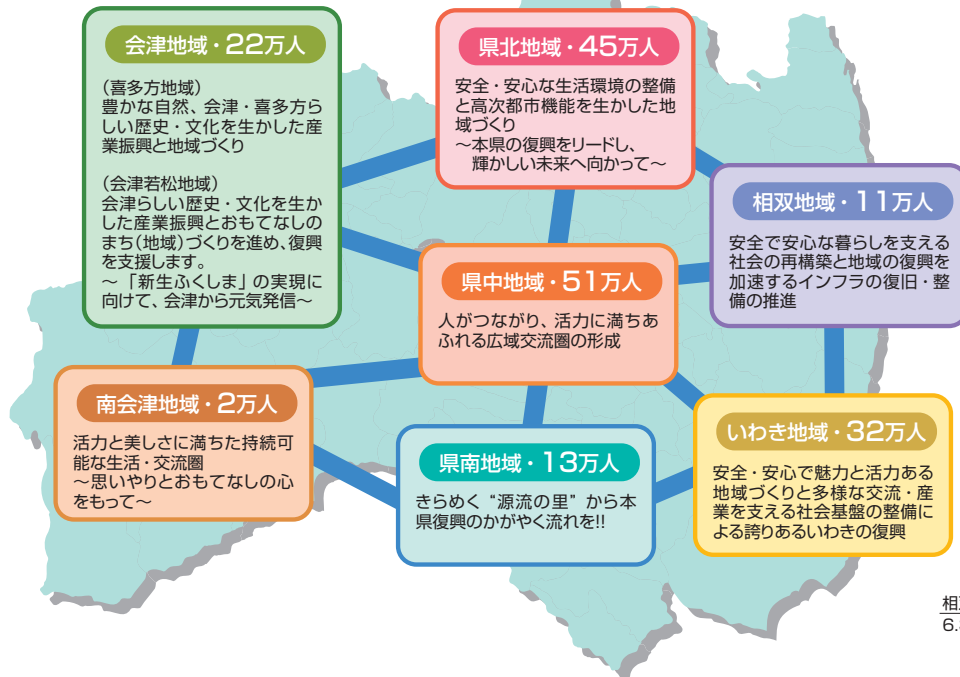 会津地域・22万人
(喜多方地域)
豊かな自然、会津・喜多方ら
しい歴史・文化を生かした産
業振興と地域づくり
(会津若松地域)
会津らしい歴史・文化を生か
した産業振興とおもてなしの
まち(地域)づくりを進め、復興
を支援します。
~「新生ふくしま」の実現に
向けて、会津から元気発信~
県北地域・45万人
安全・安心な生活環境の整備
と高次都市機能を生かした地
域づくり
~本県の復興をリードし、
輝かしい未来へ向かって~
相双地域・11万人
安全で安心な暮らしを支える
社会の再構築と地域の復興を
加速するインフラの復旧・整
備の推進
県中地域・51万人
人がつながり、活力に満ちあ
ふれる広域交流圏の形成
南会津地域・2万人
活力と美しさに満ちた持続可
能な生活・交流圏
~思いやりとおもてなしの心
をもって~
県南地域・13万人
きらめく“源流の里”から本
県復興のかがやく流れを!!
いわき地域・32万人
安全・安心で魅力と活力ある
地域づくりと多様な交流・産
業を支える社会基盤の整備に
よる誇りあるいわきの復興
相
6.